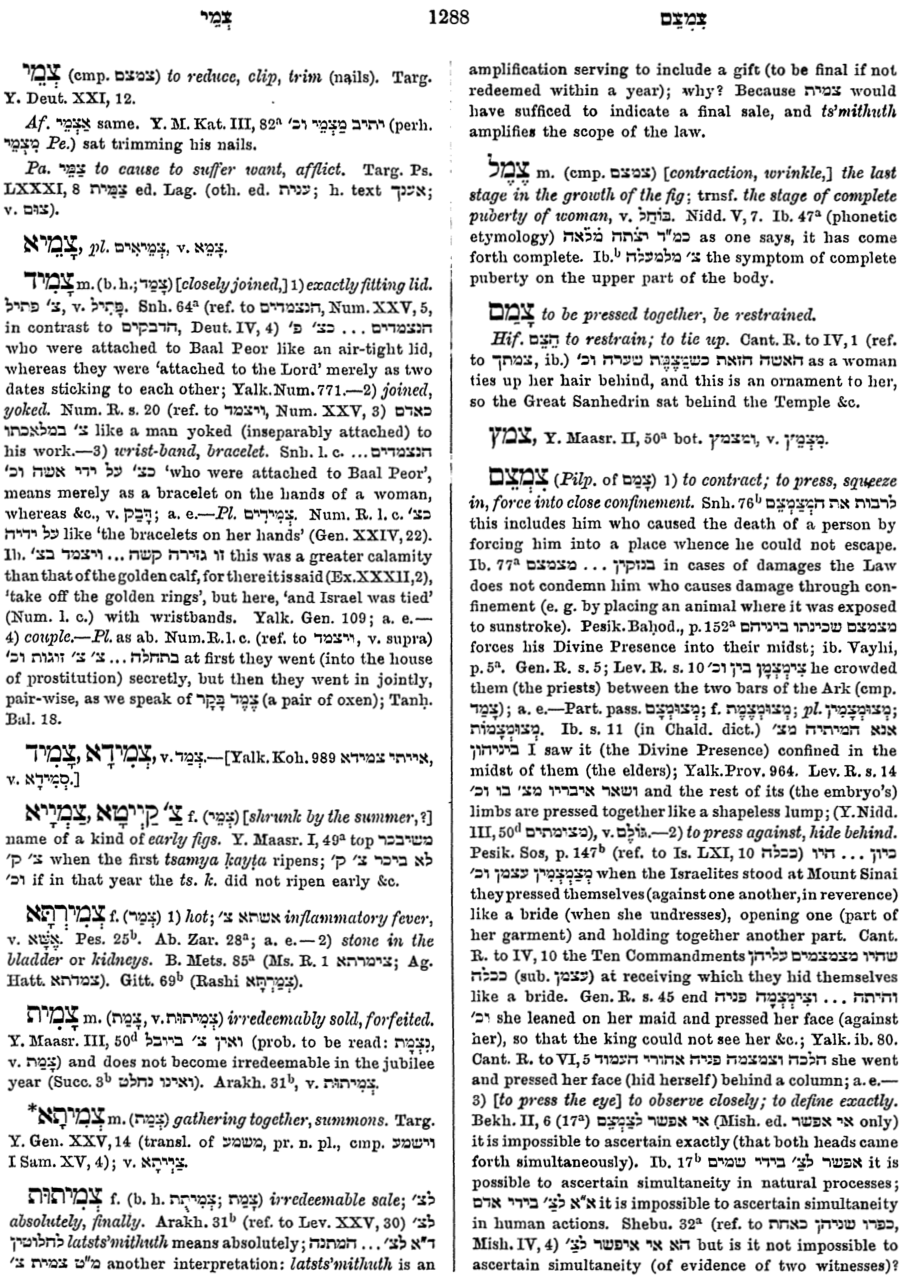 צְמֵי 1288 צִמְצֵם
צְמֵי (cmp. צמצם) to reduce, clip, trim (nails). Targ.
Y. Deut. XXI, 12.
Af. אַצְמֵי same. Y. M. Kat. III, 82ᵃ יתיב מַצְמֵי וכ׳ (perh.
מְצַמֵּי Pe.) sat trimming his nails.
Pa. צַמֵּי to cause to suffer want, afflict. Targ. Ps.
LXXXI, 8 צַמֵּית ed. Lag. (oth. ed. ענית; h. text אענך;
v. צום).
צְמֵיא, pl. צְמֵיאִים, v. צָמֵא.
צָמִיד m. (b. h.; צָמַד) [closely joined,] 1) exactly fitting lid.
צ׳ פתיל, v. פָּתִיל. Snh. 64ᵃ (ref. to הנצמדים, Num. XXV, 5,
in contrast to הדבקים, Deut. IV, 4) הנצמדים ... כצ׳ פ׳
who were attached to Baal Peor like an air-tight lid,
whereas they were 'attached to the Lord' merely as two
dates sticking to each other; Yalk. Num. 771.—2) joined,
yoked. Num. R. s. 20 (ref. to ויצמד, Num. XXV, 3) כאדם
צ׳ במלאכתו like a man yoked (inseparably attached) to
his work.—3) wrist-band, bracelet. Snh. l. c. הנצמדים...
כצ׳ על ידי אשה וכ׳ 'who were attached to Baal Peor',
means merely as a bracelet on the hands of a woman,
whereas &c., v. דָּבַק; a. e.—Pl. צְמִידִים. Num. R. l. c. כצ׳
על ידיה like 'the bracelets on her hands' (Gen. XXIV, 22).
Ib. זו גזירה קשה ... ויצמד בצ׳ this was a greater calamity
than that of the golden calf, for there it is said (Ex. XXXII, 2),
'take off the golden rings', but here, 'and Israel was tied'
(Num. l. c.) with wristbands. Yalk. Gen. 109; a. e.—
4) couple.—Pl. as ab. Num. R. l. c. (ref. to ויצמד, v. supra)
בתחלה ... צ׳ צ׳ זוגות וכ׳ at first they went (into the house
of prostitution) secretly, but then they went in jointly,
pair-wise, as we speak of צֶמֶד בָּקָר (a pair of oxen); Tanḥ.
Bal. 18.
צָמִיד, צְמִידָא, v. צָמַד.—[Yalk. Koh. 989 אייתי צמידא,
v. סְמִידָא.]
צַמְיָיא, צ׳ קַיְיטָא f. (צְמֵי) [shrunk by the summer,?]
name of a kind of early figs. Y. Maasr. I, 49ᵃ top משיבכר
צ׳ ק׳ when the first tsamya ḳayṭa ripens; לא ביכר צ׳ ק׳
וכ׳ if in that year the ts. ḳ. did not ripen early &c.
צְמִירְתָּא f. (צְמַר) 1) hot; אשתא צ׳ inflammatory fever,
v. אֶשָּׁא. Pes. 25ᵇ. Ab. Zar. 28ᵃ; a. e.—2) stone in the
bladder or kidneys. B. Mets. 85ᵃ (Ms. R. 1 צימרתא; Ag.
Hatt. צמדתא). Gitt. 69ᵇ (Rashi צְמַרְתָּא).
צָמִית m. (צָמַת, v. צְמִיתוּת) irredeemably sold, forfeited.
Y. Maasr. III, 50ᵈ ואין צ׳ ביובל (prob. to be read: נִצְמָת,
v. צָמַת) and does not become irredeemable in the jubilee
year (Succ. 3ᵇ ואינו נחלט). Arakh. 31ᵇ, v. צְמִיתוּת.
*צְמִיתָא m. (צְמַת) gathering together, summons. Targ.
Y. Gen. XXV, 14 (transl. of משמע, pr. n. pl., cmp. וישמע
I Sam. XV, 4); v. צַיְיתָא.
צְמִיתוּת f. (b. h. צְמִיתֻת; צָמַת) irredeemable sale; לצ׳
absolutely, finally. Arakh. 31ᵇ (ref. to Lev. XXV, 30) לצ׳
לחלוטין latsts'mithuth means absolutely; ד"א לצ׳ ... המתנה
מ"ט צמית צ׳ another interpretation: latsts'mithuth is an
amplification serving to include a gift (to be final if not
redeemed within a year); why? Because צמית would
have sufficed to indicate a final sale, and ts'mithuth
amplifies the scope of the law.
צֶמֶל m. (cmp. צמצם) [contraction, wrinkle,] the last
stage in the growth of the fig; trnsf. the stage of complete
puberty of woman, v. בּוֹחַל. Nidd. V, 7. Ib. 47ᵃ (phonetic
etymology) כמ"ד יצתה מלאה as one says, it has come
forth complete. Ib.ᵇ צ׳ מלמעלה the symptom of complete
puberty on the upper part of the body.
צָמַם to be pressed together, be restrained.
Hif. הֵצֵם to restrain; to tie up. Cant. R. to IV, 1 (ref.
to צמתך, ib.) האשה הזאת כשמְצֶמֶת שערה וכ׳ as a woman
ties up her hair behind, and this is an ornament to her,
so the Great Sanhedrin sat behind the Temple &c.
צמץ, Y. Maasr. II, 50ᵃ bot. ומצמץ, v. מִצְמֵץ.
צִמְצֵם (Pilp. of צָמַם) 1) to contract; to press, squeeze
in, force into close confinement. Snh. 76ᵇ לרבות את המְצַמְצֵם
this includes him who caused the death of a person by
forcing him into a place whence he could not escape.
Ib. 77ᵃ בנזקין ... מצמצם in cases of damages the Law
does not condemn him who causes damage through con-
finement (e. g. by placing an animal where it was exposed
to sunstroke). Pesik. Baḥod., p. 152ᵃ מצמצם שכינתו ביניהם
forces his Divine Presence into their midst; ib. Vayhi,
p. 5ᵃ. Gen. R. s. 5; Lev. R. s. 10 צִימְצְמָן בין וכ׳ he crowded
them (the priests) between the two bars of the Ark (cmp.
צָמַד); a. e.—Part. pass. מְצוּמְצָם; f. מְצוּמְצֶמֶת; pl. מְצוּמְצָמִין;
מְצוּמְצָמוֹת. Ib. s. 11 (in Chald. dict.) אנא חמיתיה מצ׳
ביניהון I saw it (the Divine Presence) confined in the
midst of them (the elders); Yalk. Prov. 964. Lev. R. s. 14
ושאר איבריו מצ׳ בו וכ׳ and the rest of its (the embryo's)
limbs are pressed together like a shapeless lump; (Y. Nidd.
III, 50ᵈ מצומתים), v. גּוֹלֶם.—2) to press against, hide behind.
Pesik. Sos, p. 147ᵇ (ref. to Is. LXI, 10 ככלה) כיון ... היו
מְצַמְצְמִין עצמן וכ׳ when the Israelites stood at Mount Sinai
they pressed themselves (against one another, in reverence)
like a bride (when she undresses), opening one (part of
her garment) and holding together another part. Cant.
R. to IV, 10 the Ten Commandments שהיו מצמצמים עליהן
ככלה (sub. עצמן) at receiving which they hid themselves
like a bride. Gen. R. s. 45 end והיתה ... וצִימְצְמָה פניה
וכ׳ she leaned on her maid and pressed her face (against
her), so that the king could not see her &c.; Yalk. ib. 80.
Cant. R. to VI, 5 הלכה וצמצמה פניה אחורי העמוד she went
and pressed her face (hid herself) behind a column; a. e.—
3) [to press the eye] to observe closely; to define exactly.
Bekh. II, 6 (17ᵃ) אי אפשר לצַמְצֵם (Mish. ed. אי אפשר only)
it is impossible to ascertain exactly (that both heads came
forth simultaneously). Ib. 17ᵇ אפשר לצ׳ בידי שמים it is
possible to ascertain simultaneity in natural processes;
א"א לצ׳ בידי אדם it is impossible to ascertain simultaneity
in human actions. Shebu. 32ᵃ (ref. to כפרו שניהן כאחת,
Mish. IV, 4) הא אי איפשר לצ׳ but is it not impossible to
ascertain simultaneity (of evidence of two witnesses)?